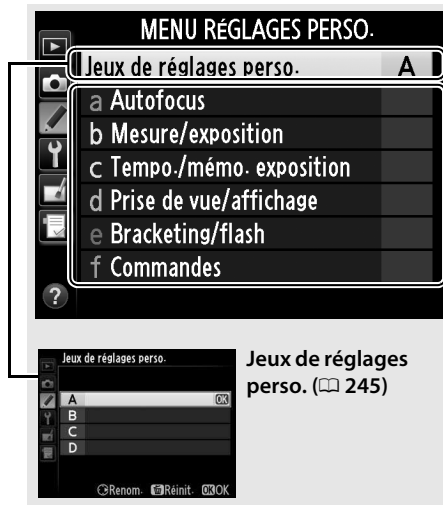 MENU RÉGLAGES PERSO.
Jeux de réglages perso. A
a Autofocus
b Mesure/exposition
c Tempo./mémo. exposition
d Prise de vue/affichage
e Bracketing/flash
f Commandes
?
Jeux de réglages perso.
A OK
B
C
D
Renom. Réinit. OK OK
Jeux de réglages
perso. (📖 245)